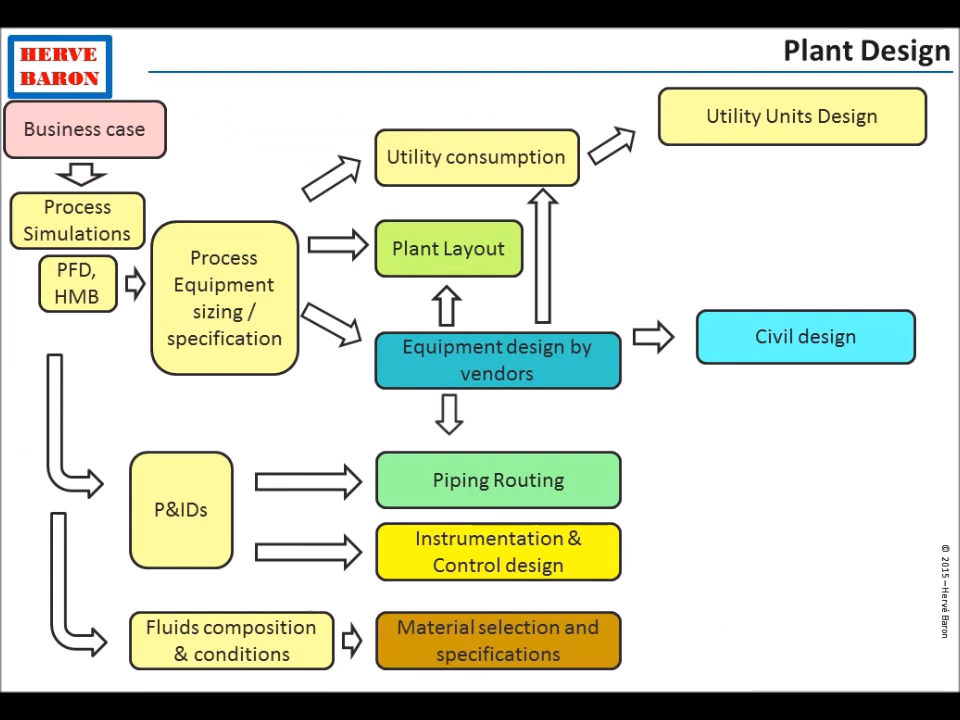 HERVE
BARON
Plant Design
Business case
Utility consumption
Utility Units Design
Process
Simulations
PFD,
HMB
Process
Equipment
sizing /
specification
Plant Layout
Equipment design by
vendors
Civil design
P&IDs
Piping Routing
Instrumentation &
Control design
Fluids composition
& conditions
Material selection and
specifications
© 2015 – Hervé Baron